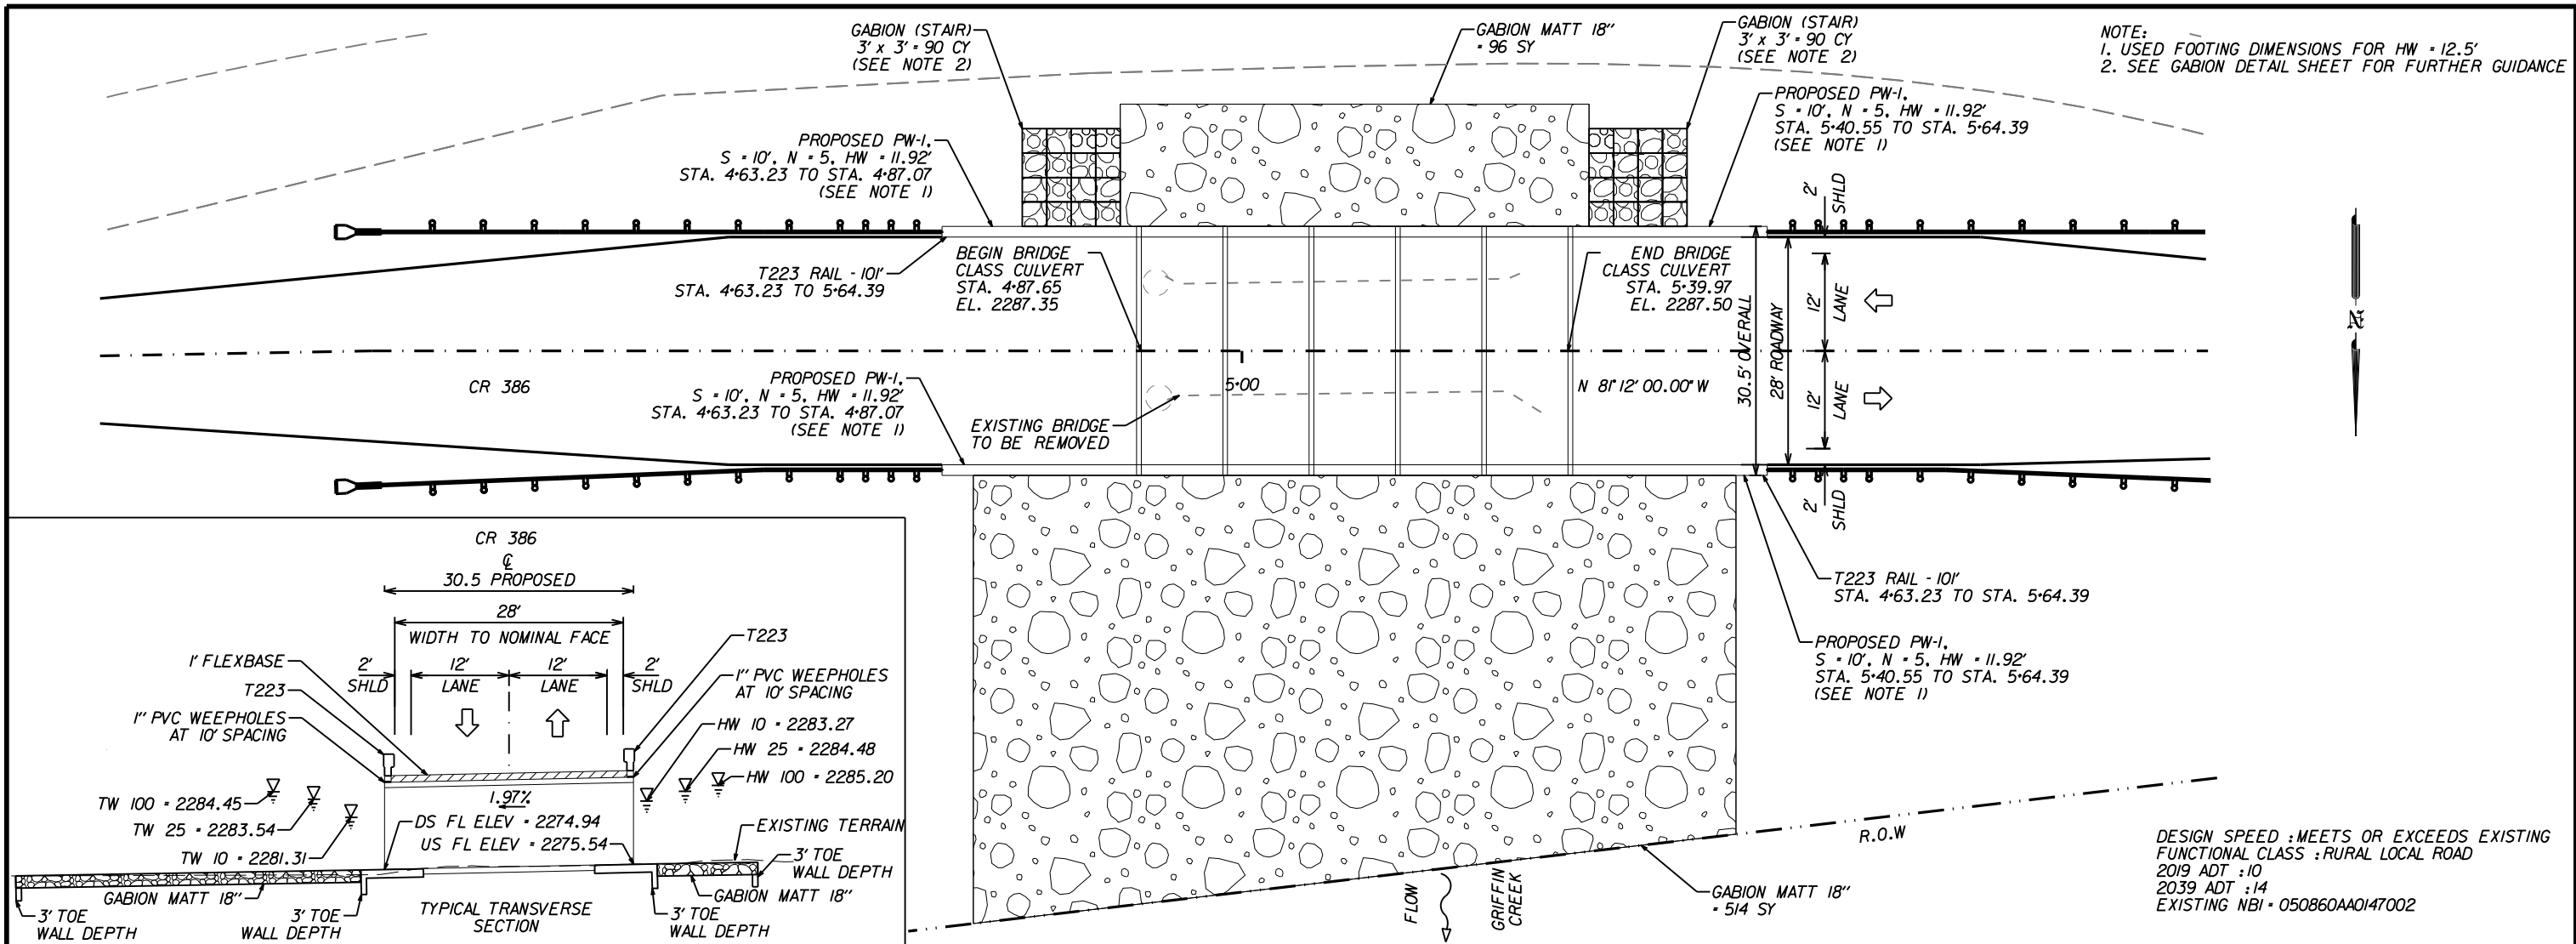 GABION (STAIR)
3' x 3' = 90 CY
(SEE NOTE 2)
GABION MATT 18"
= 96 SY
GABION (STAIR)
3' x 3' = 90 CY
(SEE NOTE 2)
NOTE:
1. USED FOOTING DIMENSIONS FOR HW = 12.5'
2. SEE GABION DETAIL SHEET FOR FURTHER GUIDANCE
PROPOSED PW-1,
S = 10', N = 5, HW = 11.92'
STA. 4+63.23 TO STA. 4+87.07
(SEE NOTE 1)
PROPOSED PW-1,
S = 10', N = 5, HW = 11.92'
STA. 5+40.55 TO STA. 5+64.39
(SEE NOTE 1)
2'
SHLD
T223 RAIL - 101'
STA. 4+63.23 TO 5+64.39
BEGIN BRIDGE
CLASS CULVERT
STA. 4+87.65
EL. 2287.35
END BRIDGE
CLASS CULVERT
STA. 5+39.97
EL. 2287.50
30.5' OVERALL
28' ROADWAY
12'
LANE
N
CR 386
PROPOSED PW-1,
S = 10', N = 5, HW = 11.92'
STA. 4+63.23 TO STA. 4+87.07
(SEE NOTE 1)
5+00
EXISTING BRIDGE
TO BE REMOVED
N 81° 12' 00.00" W
12'
LANE
2'
SHLD
T223 RAIL - 101'
STA. 4+63.23 TO STA. 5+64.39
PROPOSED PW-1,
S = 10', N = 5, HW = 11.92'
STA. 5+40.55 TO STA. 5+64.39
(SEE NOTE 1)
R.O.W
GABION MATT 18"
= 514 SY
FLOW
GRIFFIN
CREEK
DESIGN SPEED : MEETS OR EXCEEDS EXISTING
FUNCTIONAL CLASS : RURAL LOCAL ROAD
2019 ADT : 10
2039 ADT : 14
EXISTING NBI = 050860AA0147002
CR 386
℄
30.5 PROPOSED
28'
WIDTH TO NOMINAL FACE
1' FLEXBASE
T223
1" PVC WEEPHOLES
AT 10' SPACING
2'
SHLD
12'
LANE
12'
LANE
2'
SHLD
T223
1" PVC WEEPHOLES
AT 10' SPACING
HW 10 = 2283.27
HW 25 = 2284.48
HW 100 = 2285.20
TW 100 = 2284.45
TW 25 = 2283.54
TW 10 = 2281.31
1.97%
DS FL ELEV = 2274.94
US FL ELEV = 2275.54
EXISTING TERRAIN
3' TOE
WALL DEPTH
GABION MATT 18"
GABION MATT 18"
3' TOE
WALL DEPTH
3' TOE
WALL DEPTH
3' TOE
WALL DEPTH
TYPICAL TRANSVERSE
SECTION